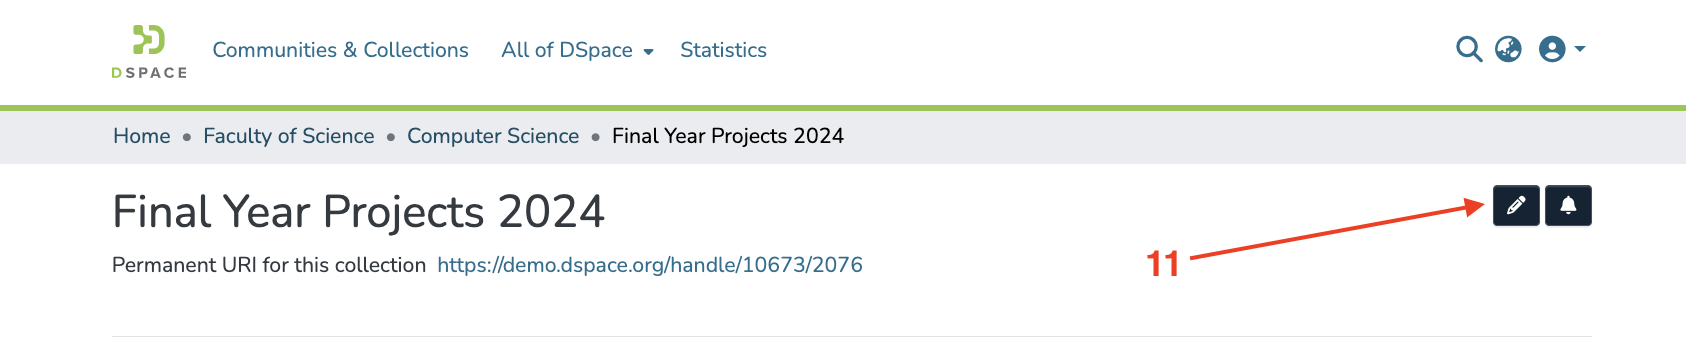 DSPACE
Communities & Collections All of DSpace Statistics
Home • Faculty of Science • Computer Science • Final Year Projects 2024
Final Year Projects 2024
Permanent URI for this collection https://demo.dspace.org/handle/10673/2076
11